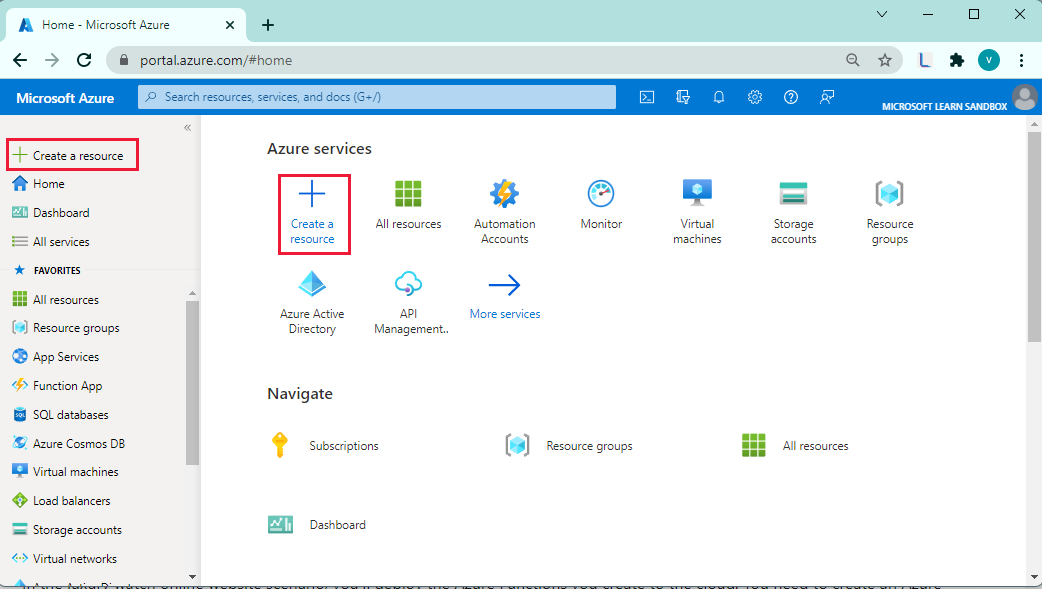 Home - Microsoft Azure
portal.azure.com/#home
V
Microsoft Azure
Search resources, services, and docs (G+/)
MICROSOFT LEARN SANDBOX
Create a resource
Home
Dashboard
All services
FAVORITES
All resources
Resource groups
App Services
Function App
SQL databases
Azure Cosmos DB
Virtual machines
Load balancers
Storage accounts
Virtual networks
Azure services
Create a
resource
All resources
Automation
Accounts
Monitor
Virtual
machines
Storage
accounts
Resource
groups
Azure Active
Directory
API
Management..
More services
Navigate
Subscriptions
Resource groups
All resources
Dashboard